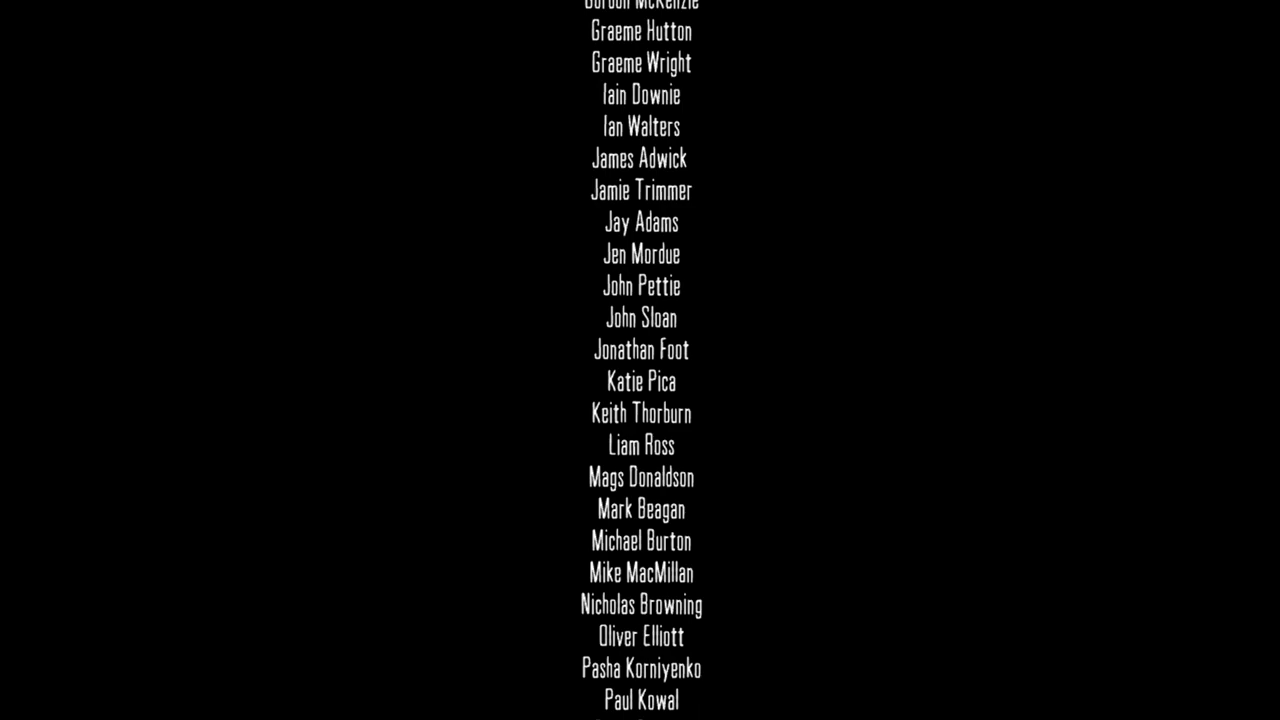 Gordon McKenzie
Graeme Hutton
Graeme Wright
Iain Downie
Ian Walters
James Adwick
Jamie Trimmer
Jay Adams
Jen Mordue
John Pettie
John Sloan
Jonathan Foot
Katie Pica
Keith Thorburn
Liam Ross
Mags Donaldson
Mark Beagan
Michael Burton
Mike MacMillan
Nicholas Browning
Oliver Elliott
Pasha Korniyenko
Paul Kowal